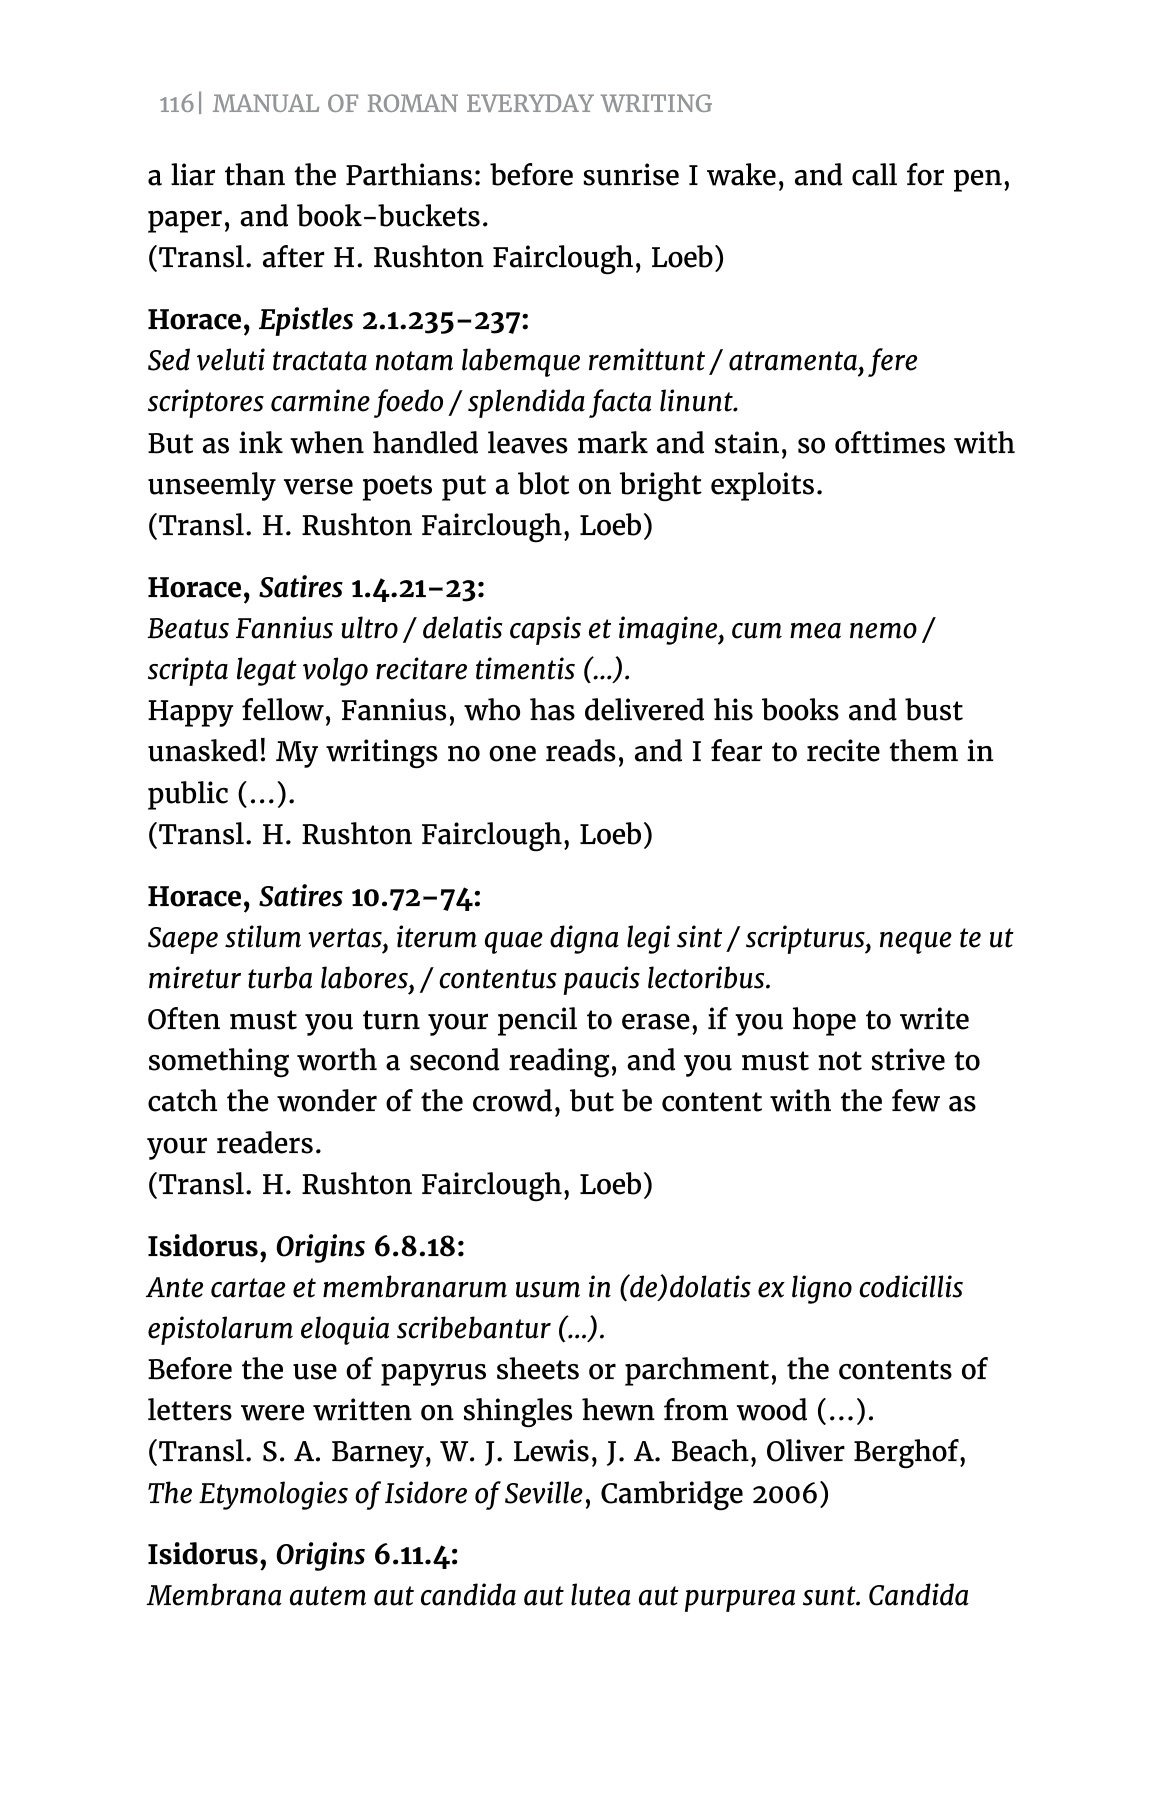 116| MANUAL OF ROMAN EVERYDAY WRITING
a liar than the Parthians: before sunrise I wake, and call for pen,
paper, and book-buckets.
(Transl. after H. Rushton Fairclough, Loeb)
Horace, Epistles 2.1.235–237:
Sed veluti tractata notam labemque remittunt / atramenta, fere
scriptores carmine foedo / splendida facta linunt.
But as ink when handled leaves mark and stain, so ofttimes with
unseemly verse poets put a blot on bright exploits.
(Transl. H. Rushton Fairclough, Loeb)
Horace, Satires 1.4.21–23:
Beatus Fannius ultro / delatis capsis et imagine, cum mea nemo /
scripta legat volgo recitare timentis (...).
Happy fellow, Fannius, who has delivered his books and bust
unasked! My writings no one reads, and I fear to recite them in
public (...).
(Transl. H. Rushton Fairclough, Loeb)
Horace, Satires 10.72–74:
Saepe stilum vertas, iterum quae digna legi sint / scripturus, neque te ut
miretur turba labores, / contentus paucis lectoribus.
Often must you turn your pencil to erase, if you hope to write
something worth a second reading, and you must not strive to
catch the wonder of the crowd, but be content with the few as
your readers.
(Transl. H. Rushton Fairclough, Loeb)
Isidorus, Origins 6.8.18:
Ante cartae et membranarum usum in (de)dolatis ex ligno codicillis
epistolarum eloquia scribebantur (...).
Before the use of papyrus sheets or parchment, the contents of
letters were written on shingles hewn from wood (...).
(Transl. S. A. Barney, W. J. Lewis, J. A. Beach, Oliver Berghof,
The Etymologies of Isidore of Seville, Cambridge 2006)
Isidorus, Origins 6.11.4:
Membrana autem aut candida aut lutea aut purpurea sunt. Candida